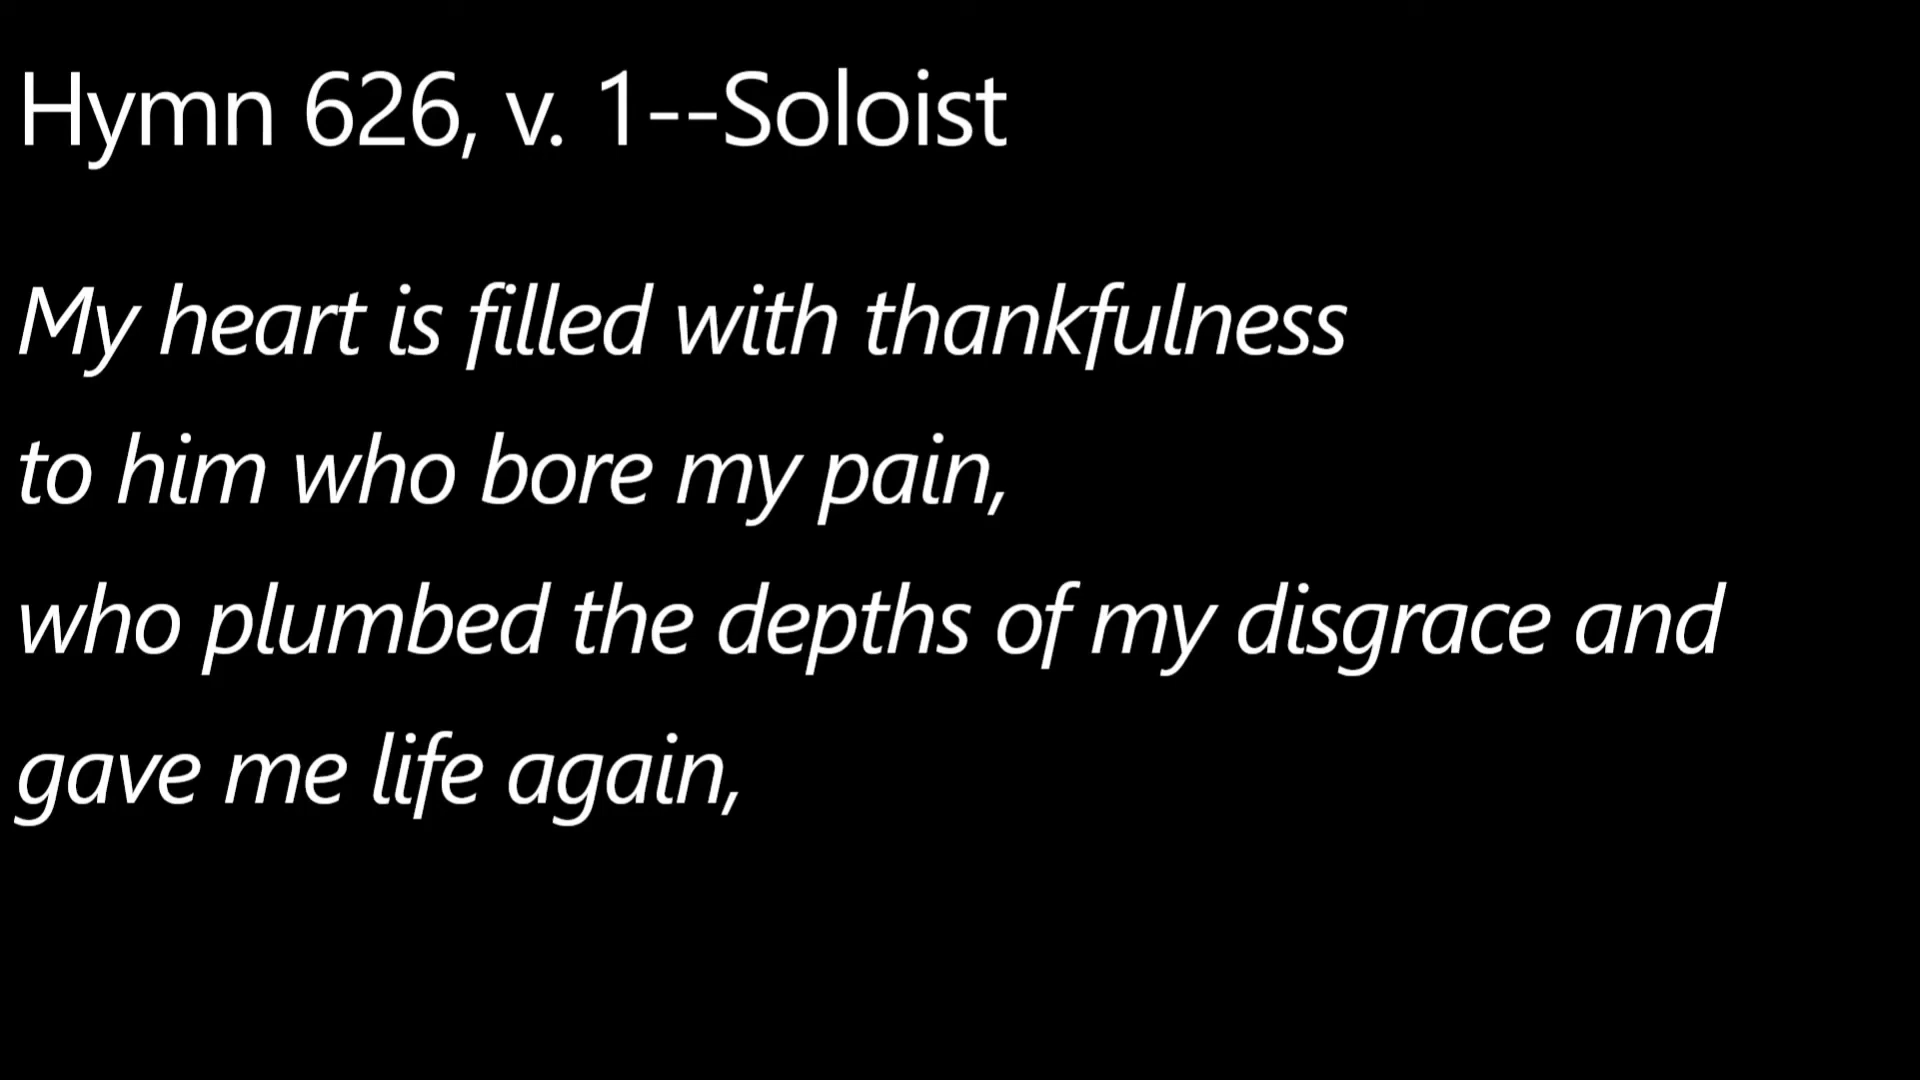 Hymn 626, v. 1--Soloist
My heart is filled with thankfulness
to him who bore my pain,
who plumbed the depths of my disgrace and
gave me life again,